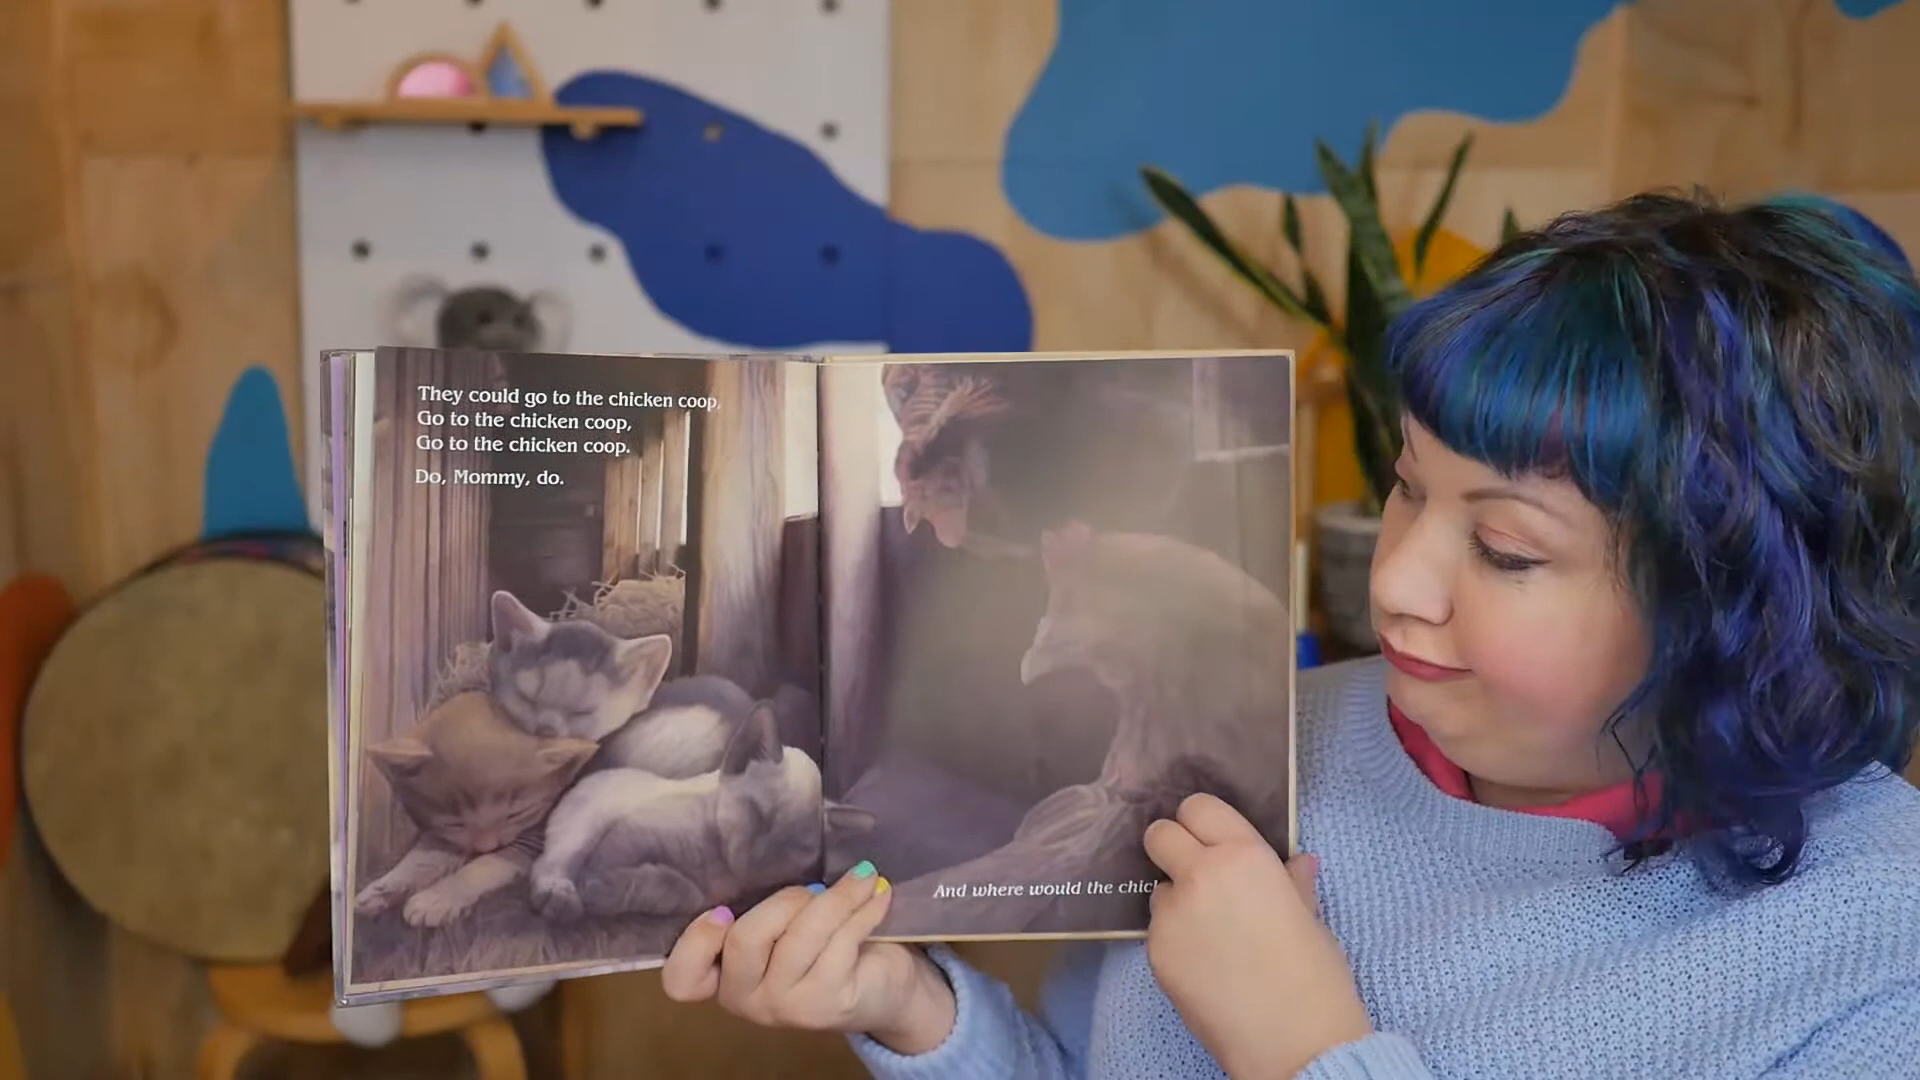 They could go to the chicken coop,
Go to the chicken coop,
Go to the chicken coop.
Do, Mommy, do.
And where would the